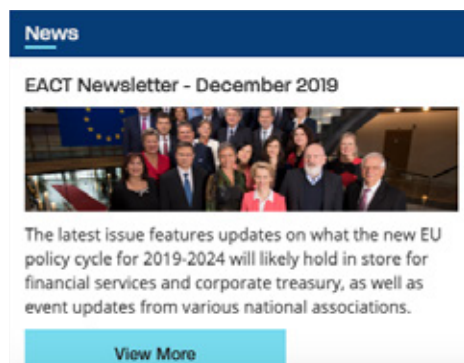 News
EACT Newsletter - December 2019
The latest issue features updates on what the new EU
policy cycle for 2019-2024 will likely hold in store for
financial services and corporate treasury, as well as
event updates from various national associations.
View More